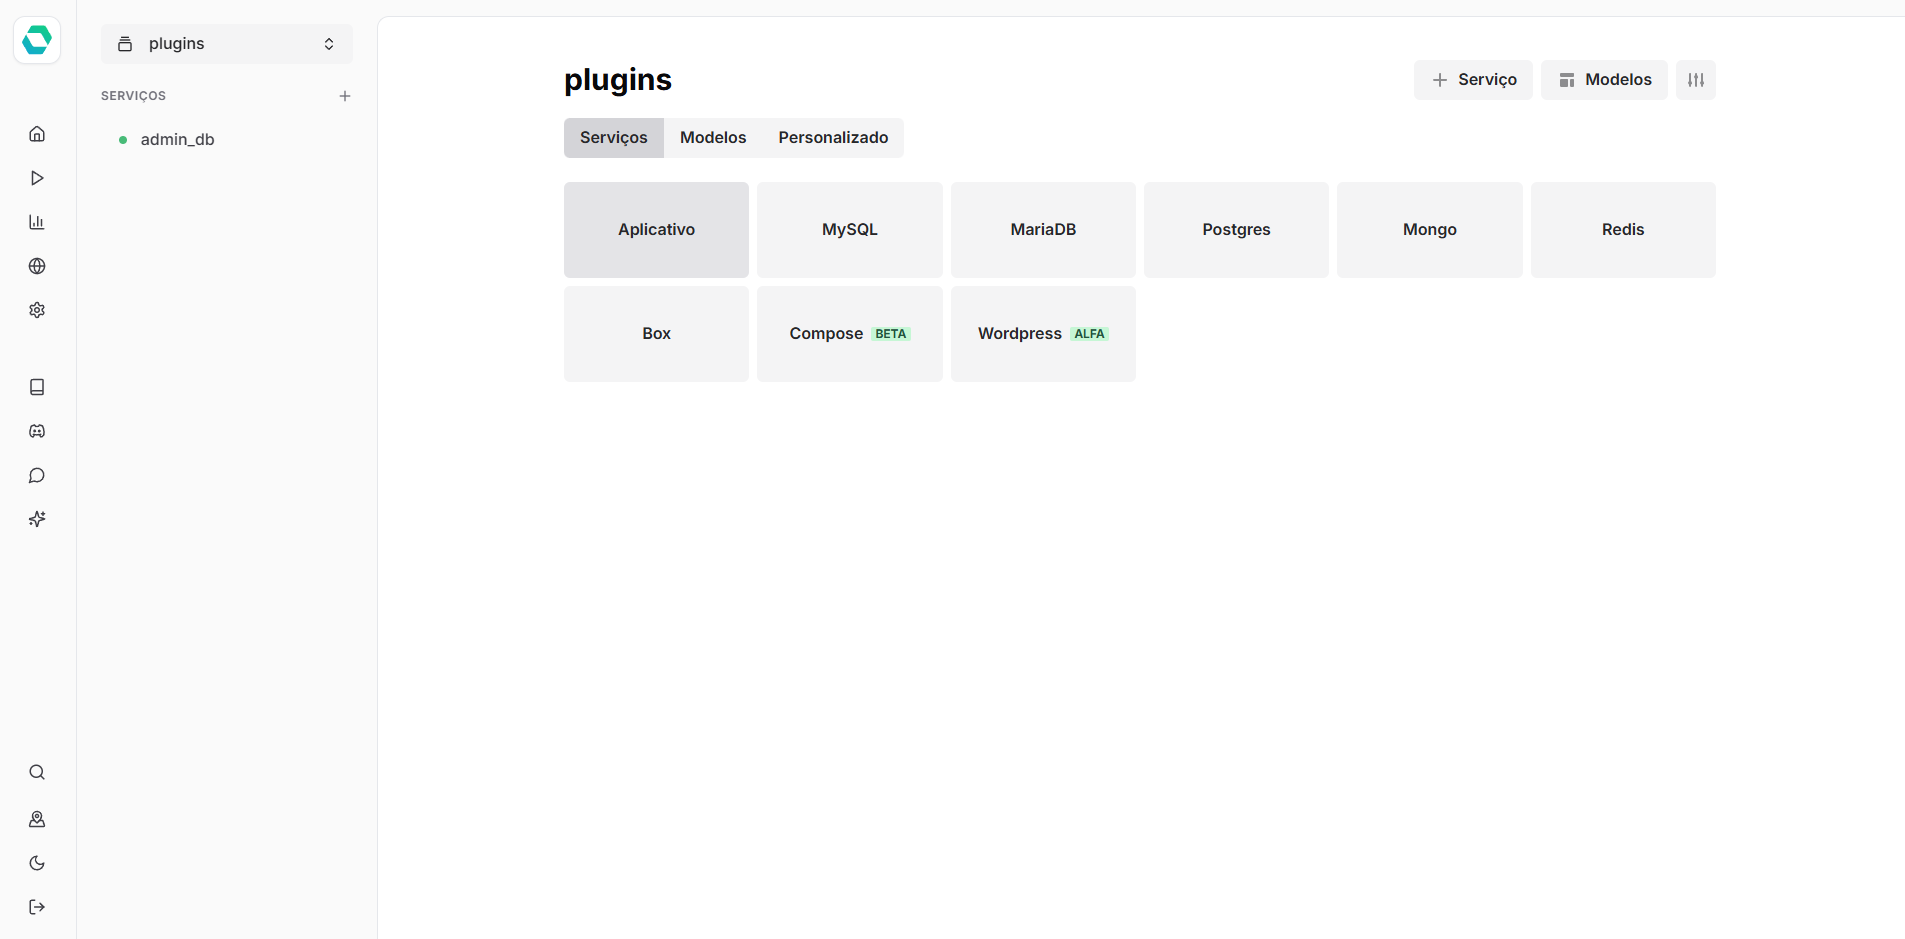 plugins
SERVIÇOS
admin_db
plugins
Serviço
Modelos
Serviços
Modelos
Personalizado
Aplicativo
MySQL
MariaDB
Postgres
Mongo
Redis
Box
Compose BETA
Wordpress ALFA